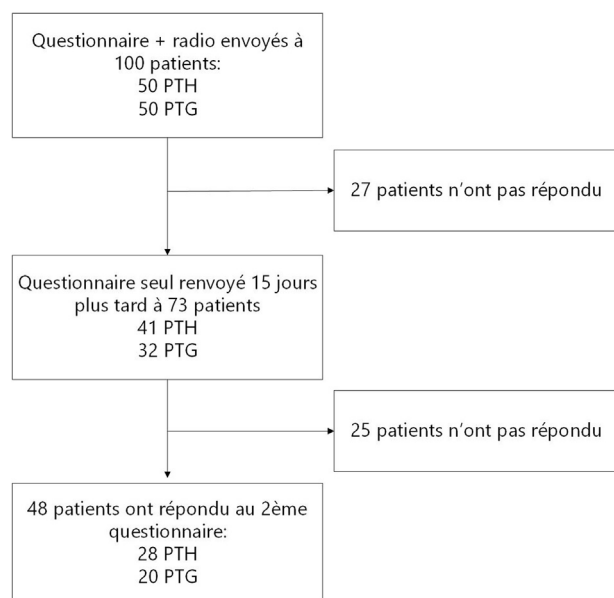 Questionnaire + radio envoyés à
100 patients:
50 PTH
50 PTG
27 patients n'ont pas répondu
Questionnaire seul renvoyé 15 jours
plus tard à 73 patients
41 PTH
32 PTG
25 patients n'ont pas répondu
48 patients ont répondu au 2ème
questionnaire:
28 PTH
20 PTG